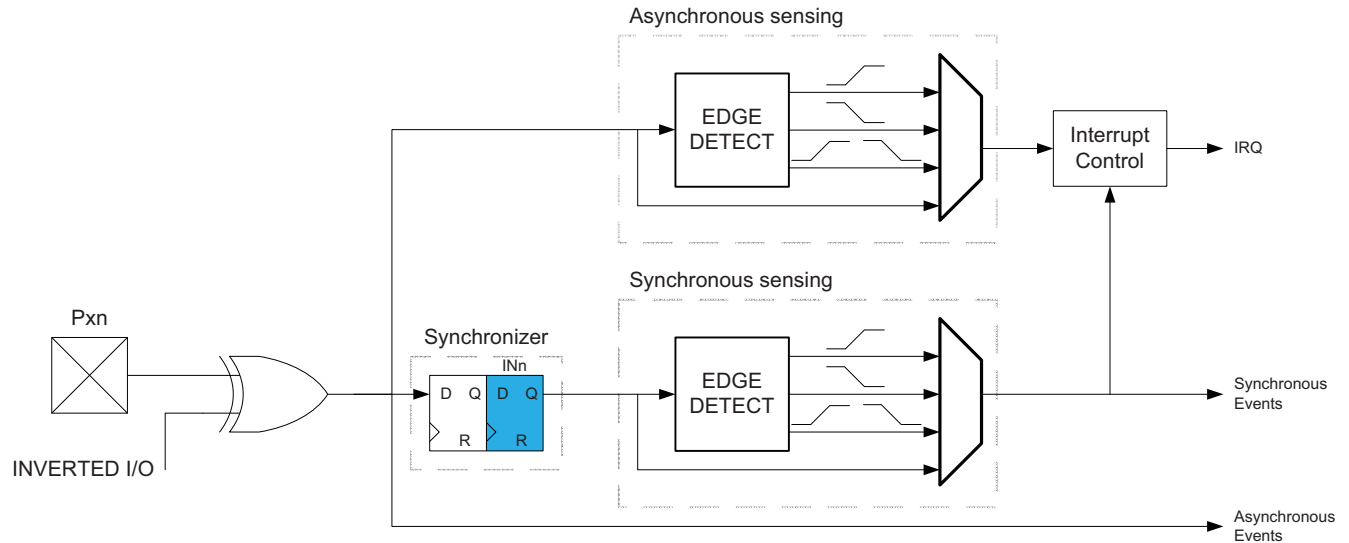 Asynchronous sensing
EDGE
DETECT
Interrupt
Control
IRQ
Synchronous sensing
Pxn
Synchronizer
INn
D Q D Q
R R
EDGE
DETECT
Synchronous
Events
INVERTED I/O
Asynchronous
Events